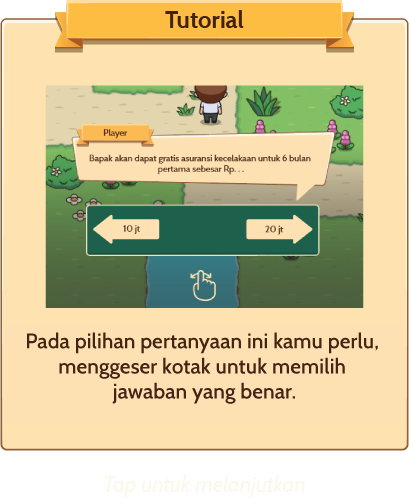 Tutorial
Player
Bapak akan dapat gratis asuransi kecelakaan untuk 6 bulan
pertama sebesar Rp. . .
10 jt
20 jt
Pada pilihan pertanyaan ini kamu perlu,
menggeser kotak untuk memilih
jawaban yang benar.
Tap untuk melanjutkan